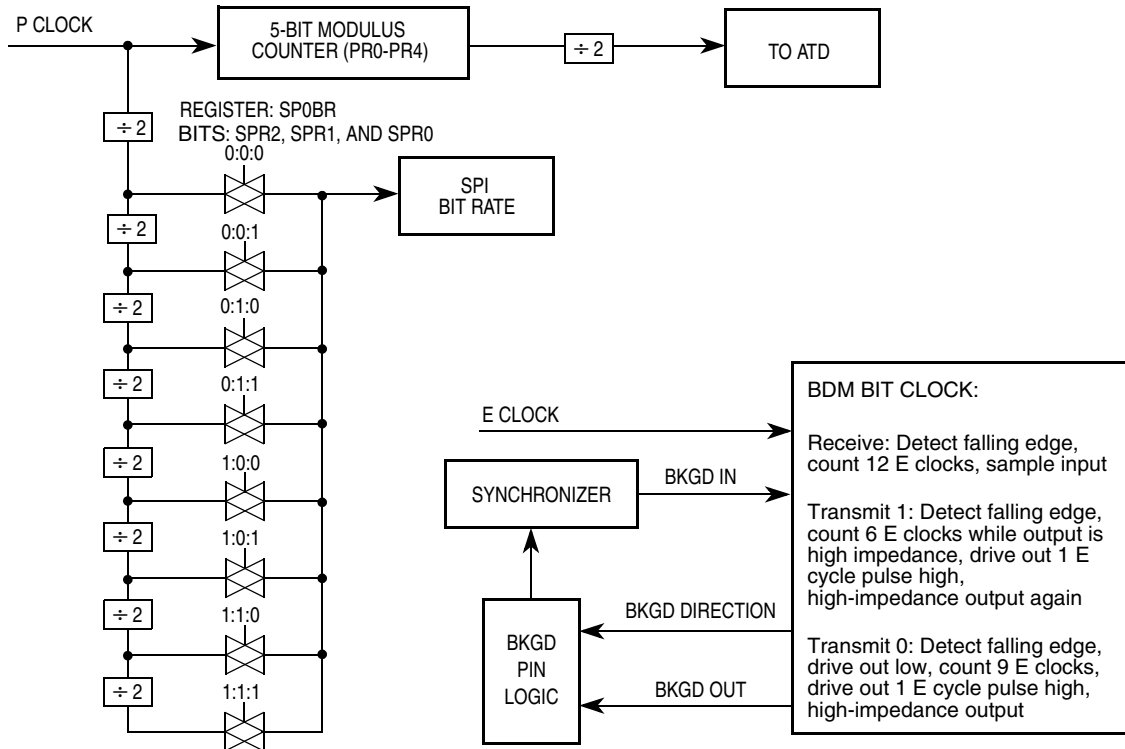 P CLOCK
5-BIT MODULUS
COUNTER (PR0-PR4)
÷ 2
TO ATD
÷ 2
REGISTER: SP0BR
BITS: SPR2, SPR1, AND SPR0
0:0:0
SPI
BIT RATE
÷ 2
0:0:1
÷ 2
0:1:0
÷ 2
0:1:1
÷ 2
1:0:0
÷ 2
1:0:1
÷ 2
1:1:0
÷ 2
1:1:1
E CLOCK
SYNCHRONIZER
BKGD IN
BKGD
PIN
LOGIC
BKGD DIRECTION
BKGD OUT
BDM BIT CLOCK:
Receive: Detect falling edge,
count 12 E clocks, sample input
Transmit 1: Detect falling edge,
count 6 E clocks while output is
high impedance, drive out 1 E
cycle pulse high,
high-impedance output again
Transmit 0: Detect falling edge,
drive out low, count 9 E clocks,
drive out 1 E cycle pulse high,
high-impedance output